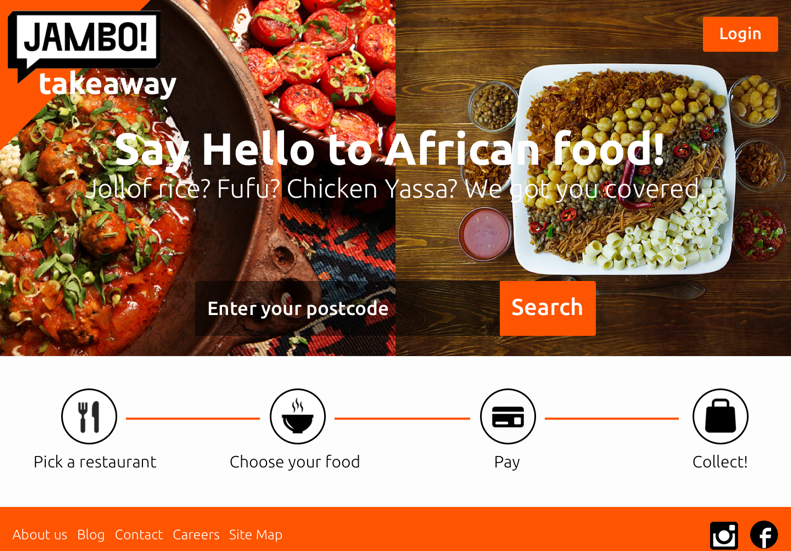 JAMBO!
takeaway
Login
Say Hello to African food!
Jollof rice? Fufu? Chicken Yassa? We got you covered
Enter your postcode
Search
Pick a restaurant
Choose your food
Pay
Collect!
About us Blog Contact Careers Site Map